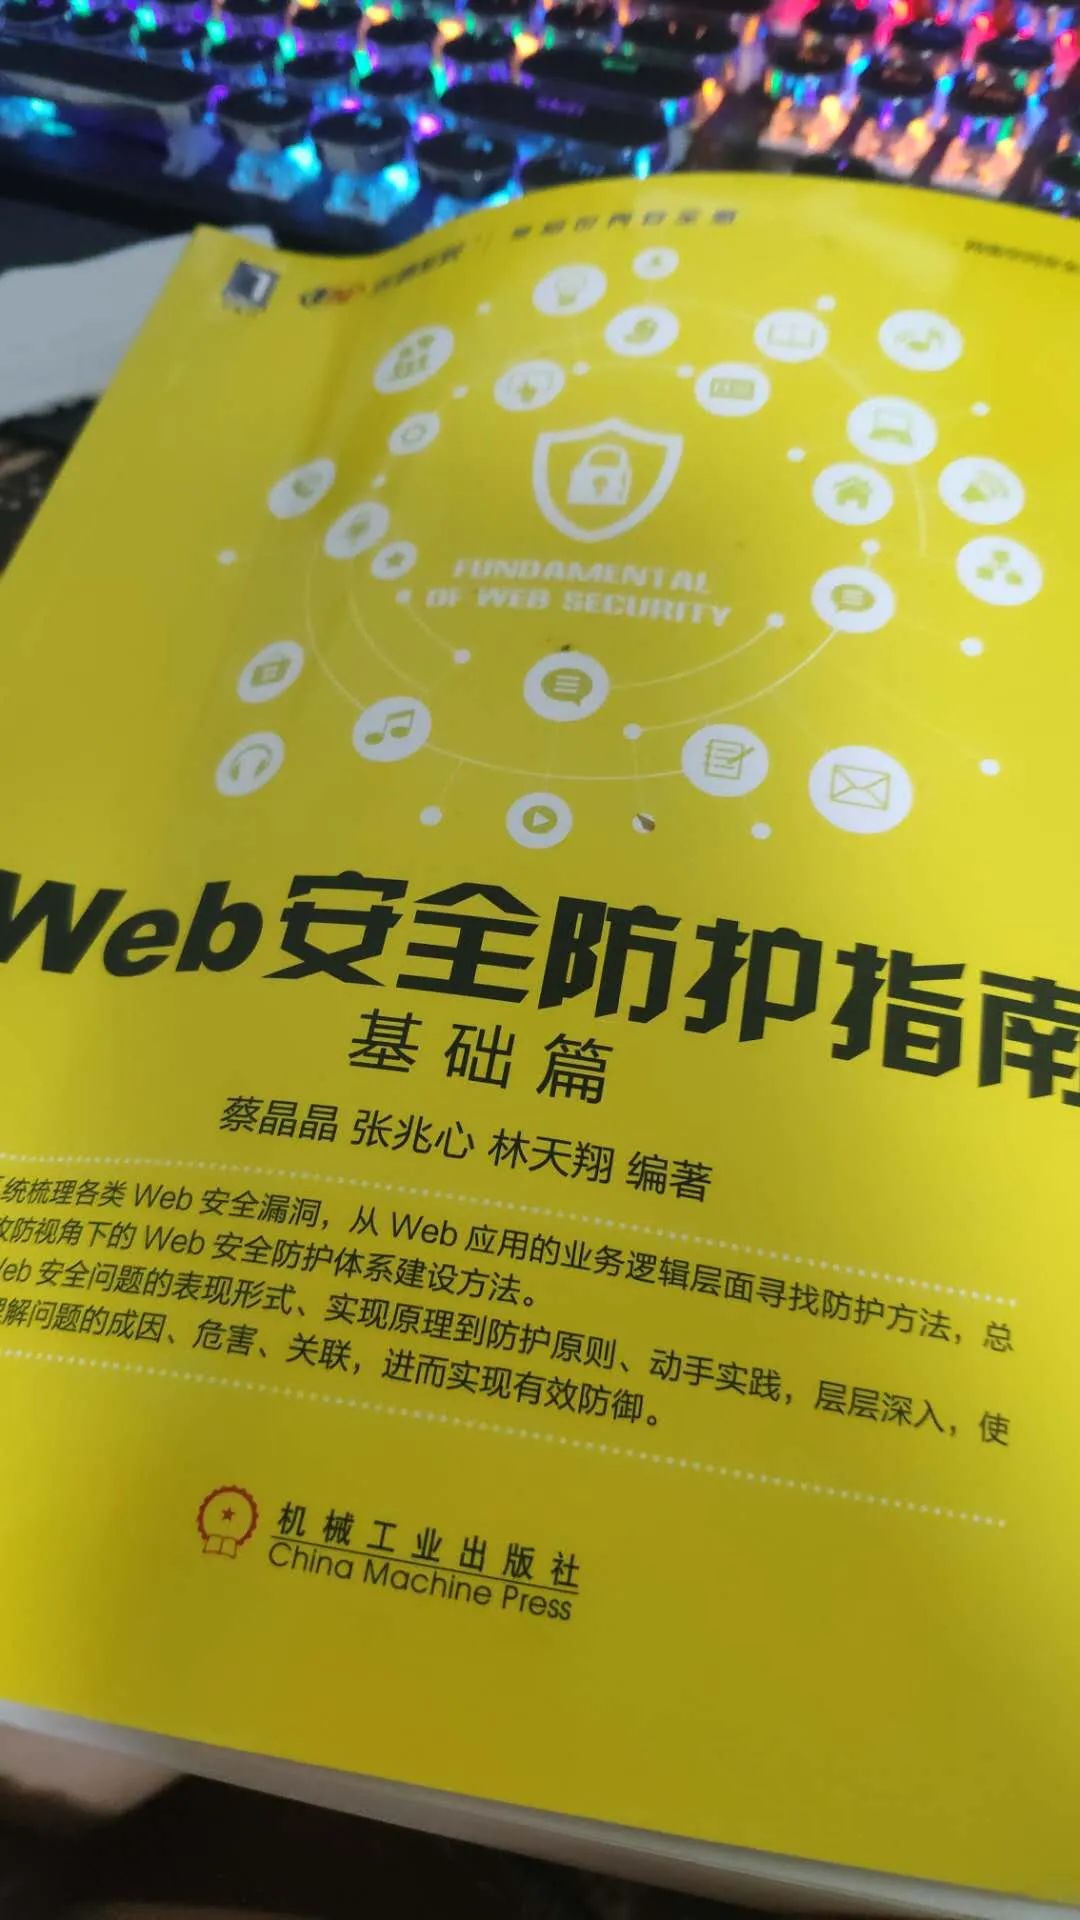 FUNDAMENTAL
OF WEB SECURITY
Web安全防护指南
基础篇
蔡晶晶 张兆心 林天翔 编著
统梳理各类 Web 安全漏洞，从 Web 应用的业务逻辑层面寻找防护方法，总
攻防视角下的 Web 安全防护体系建设方法。
Web 安全问题的表现形式、实现原理到防护原则、动手实践，层层深入，使
理解问题的成因、危害、关联，进而实现有效防御。
机械工业出版社
China Machine Press